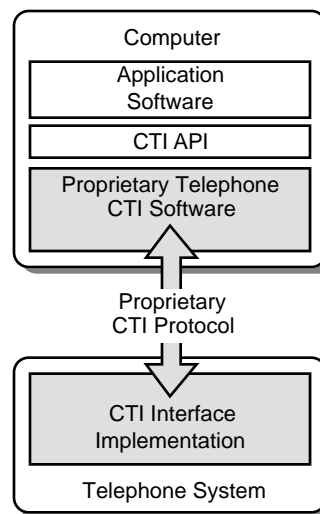 Computer
Application
Software
CTI API
Proprietary Telephone
CTI Software
Proprietary
CTI Protocol
CTI Interface
Implementation
Telephone System